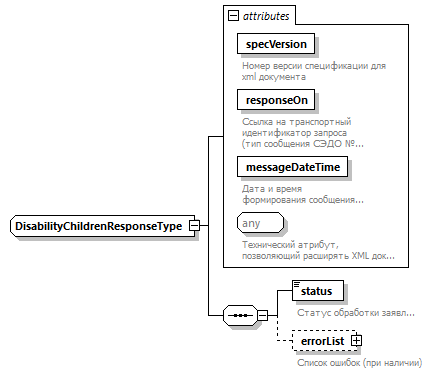 attributes
specVersion
Номер версии спецификации для
xml документа
responseOn
Ссылка на транспортный
идентификатор запроса
(тип сообщения СЭДО №...
messageDateTime
Дата и время
формирования сообщения...
any
Технический атрибут,
позволяющий расширять XML док...
DisabilityChildrenResponseType
status
Статус обработки заявл...
errorList
Список ошибок (при наличии)